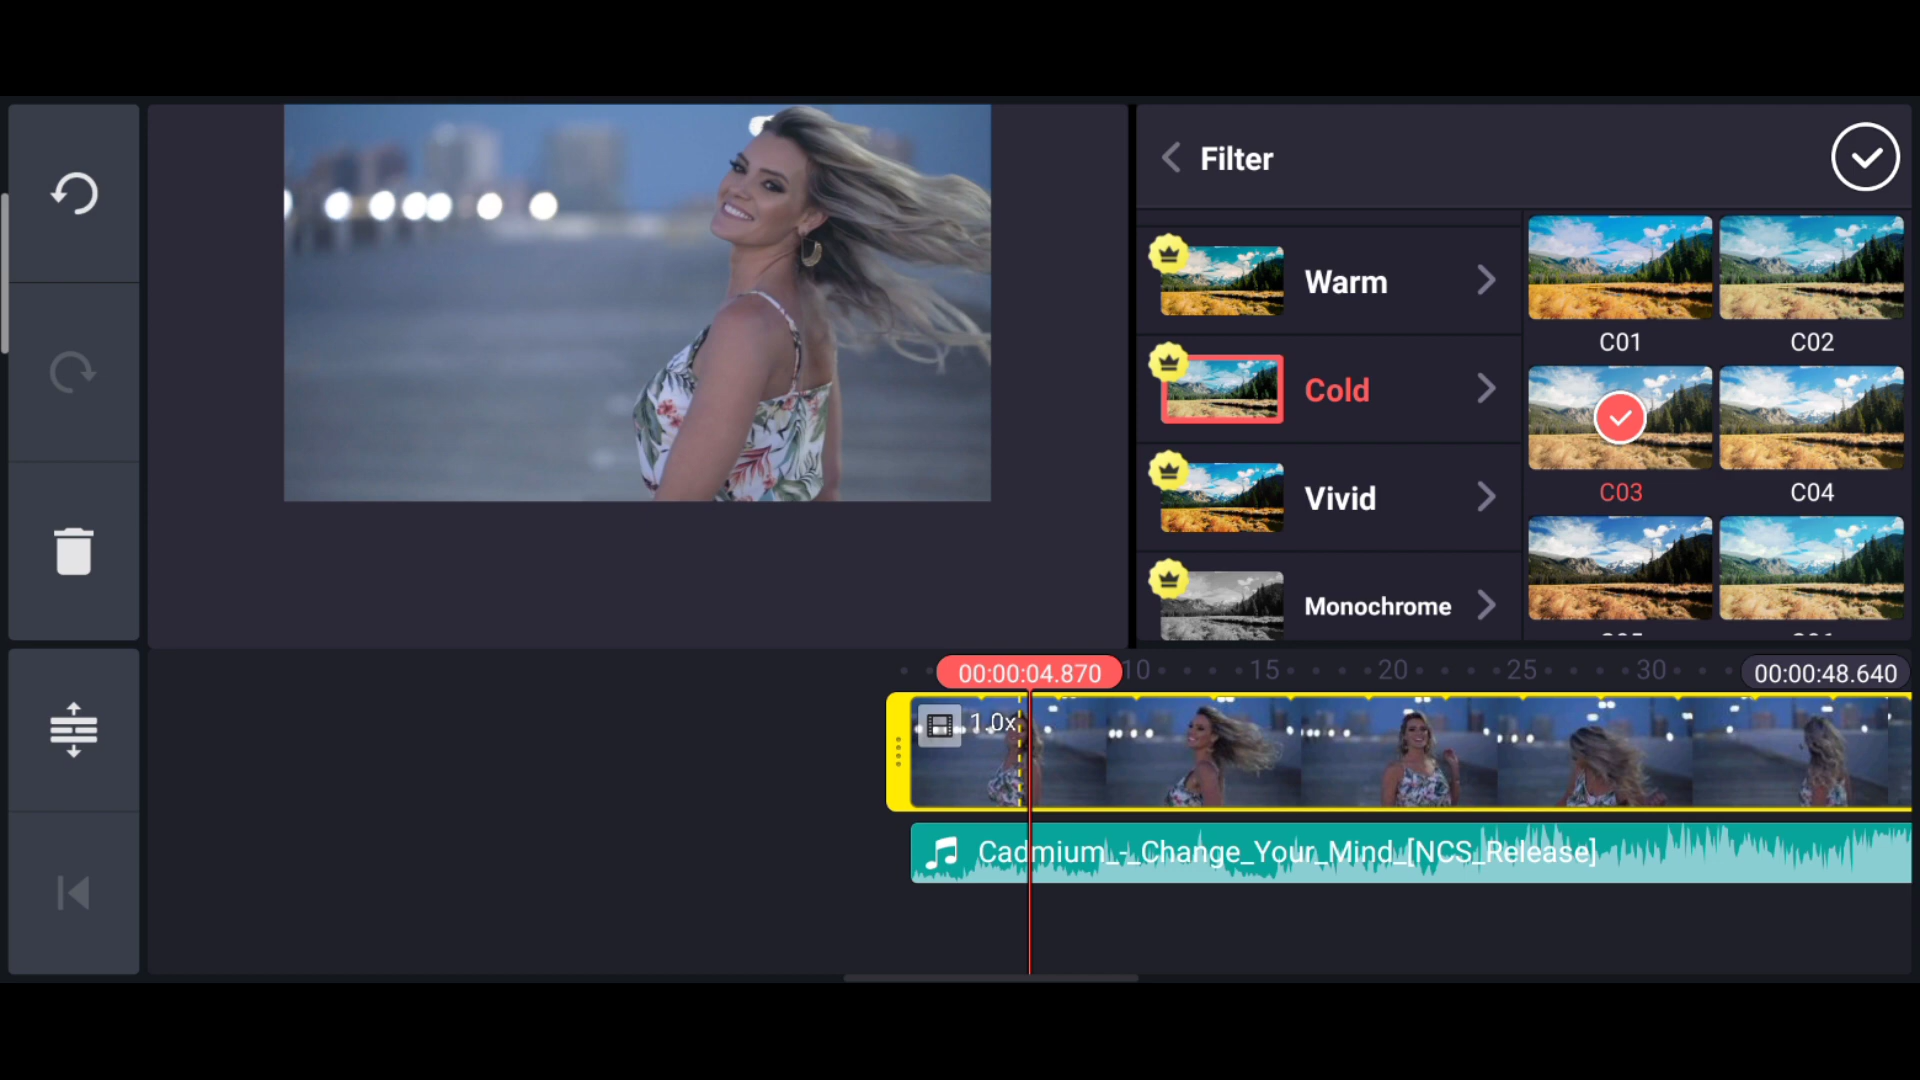 Filter
Warm
Cold
Vivid
Monochrome
C01
C02
C03
C04
00:00:04.870
10
15
20
25
30
00:00:48.640
1.0x
Cadmium_-_Change_Your_Mind_[NCS_Release]